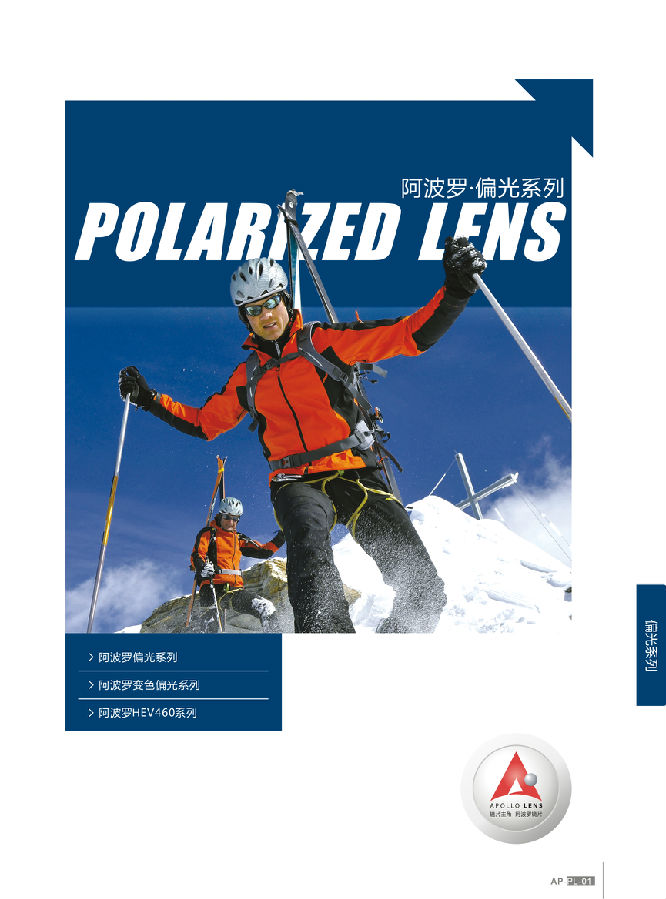 阿波罗·偏光系列
POLARIZED LENS
> 阿波罗偏光系列
> 阿波罗变色偏光系列
> 阿波罗HEV460系列
偏光系列
APOLLO LENS
AP PL 01